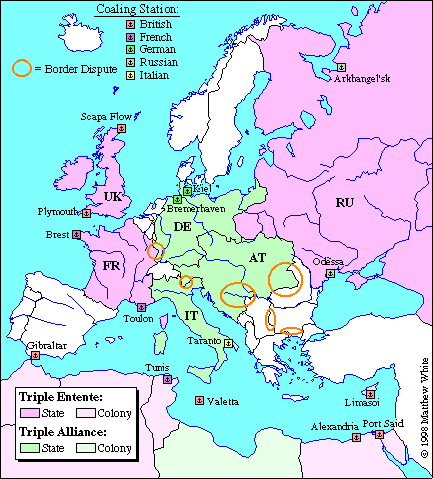 Coaling Station:
British
French
German
Russian
Italian
= Border Dispute
Arkhangel'sk
Scapa Flow
UK
Kiel
Bremerhaven
RU
Plymouth
DE
Brest
AT
FR
Odessa
Toulon
IT
Taranto
Gibraltar
Tunis
Valetta
Limasol
Alexandria
Port Said
Triple Entente:
State
Colony
Triple Alliance:
State
Colony
© 1998 Matthew White